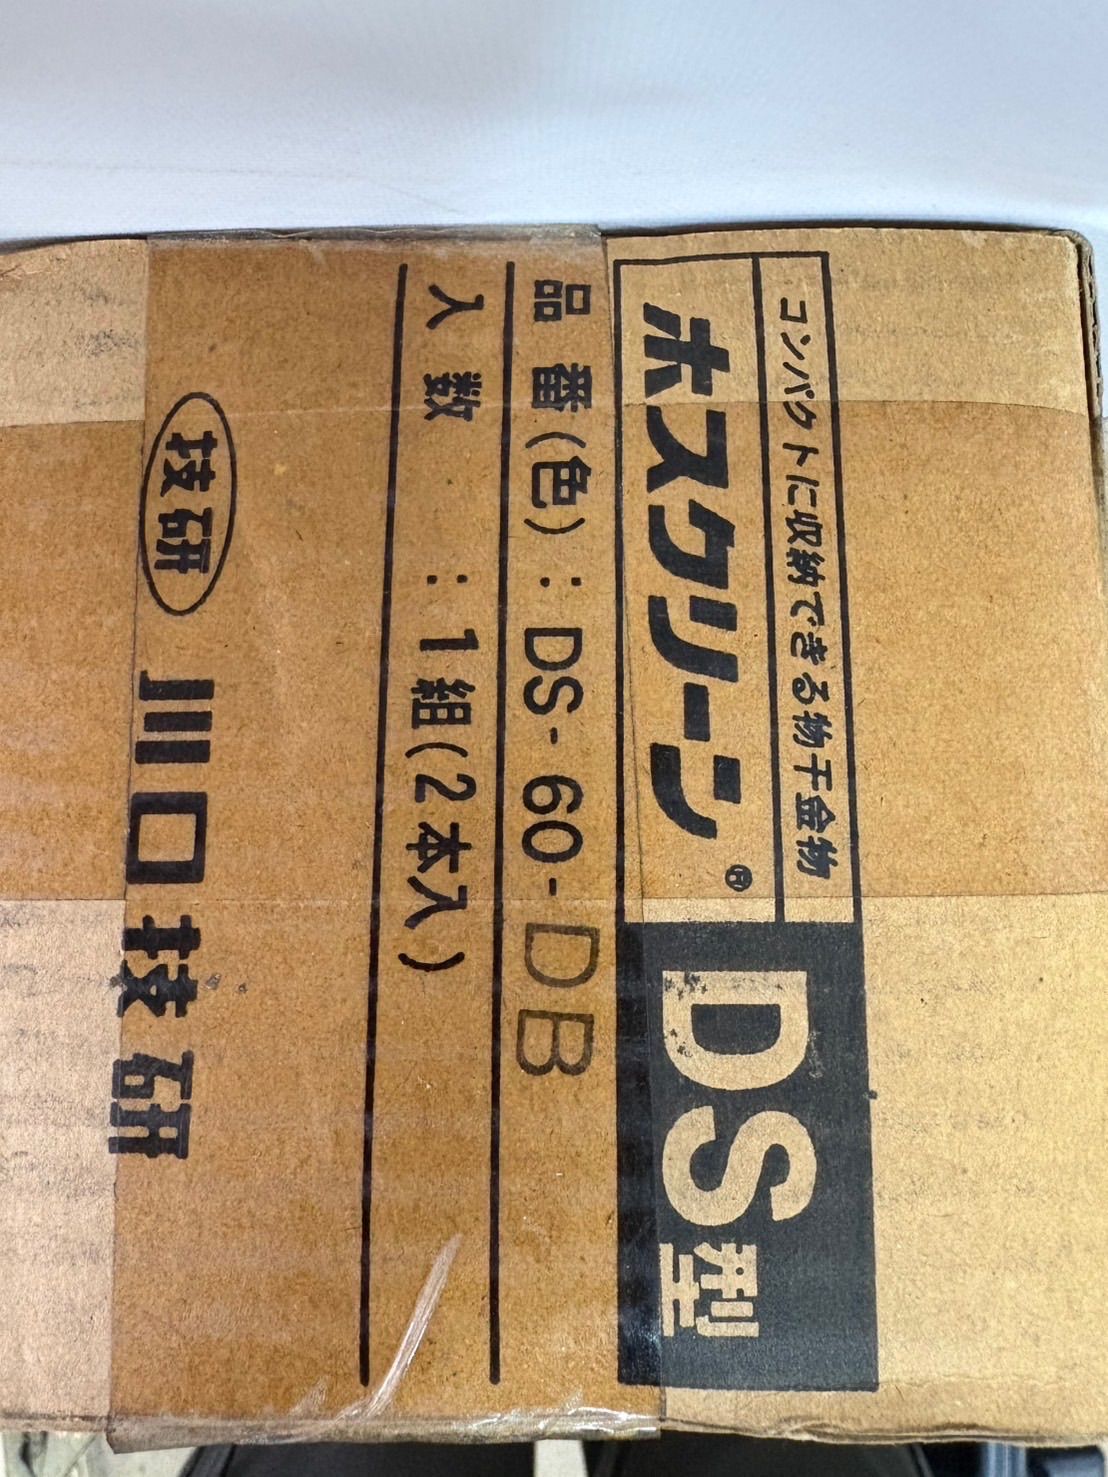 コンパクトに収納できる物干金物
ホスクリーン® DS型
品番(色):DS-60-DB
入数:1組(2本入)
技研 川口技研